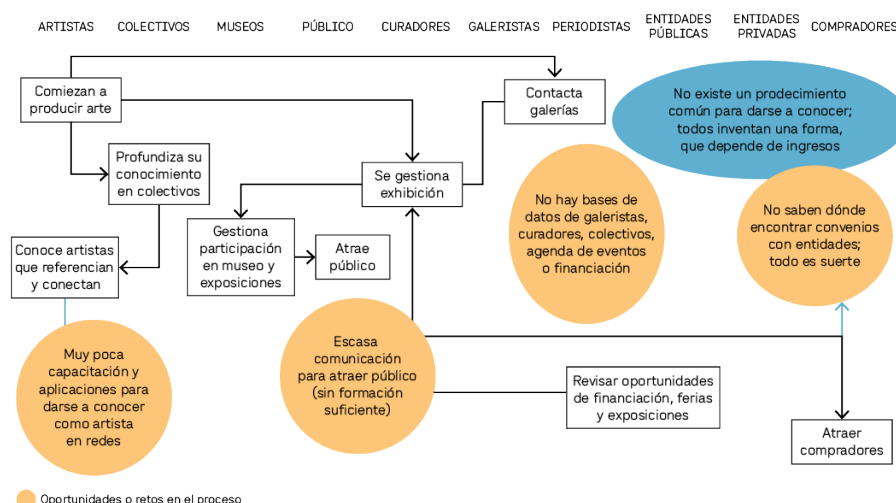 ARTISTAS
COLECTIVOS
MUSEOS
PÚBLICO
CURADORES
GALERISTAS
PERIODISTAS
ENTIDADES
PÚBLICAS
ENTIDADES
PRIVADAS
COMPRADORES
Comiezan a
producir arte
Contacta
galerías
No existe un prodecimiento
común para darse a conocer;
todos inventan una forma,
que depende de ingresos
Profundiza su
conocimiento
en colectivos
Se gestiona
exhibición
No hay bases de
datos de galeristas,
curadores, colectivos,
agenda de eventos
o financiación
No saben dónde
encontrar convenios
con entidades;
todo es suerte
Conoce artistas
que referencian
y conectan
Gestiona
participación
en museo y
exposiciones
Atrae
público
Muy poca
capacitación y
aplicaciones para
darse a conocer
como artista
en redes
Escasa
comunicación
para atraer público
(sin formación
suficiente)
Revisar oportunidades
de financiación, ferias
y exposiciones
Atraer
compradores
Oportunidades o retos en el proceso